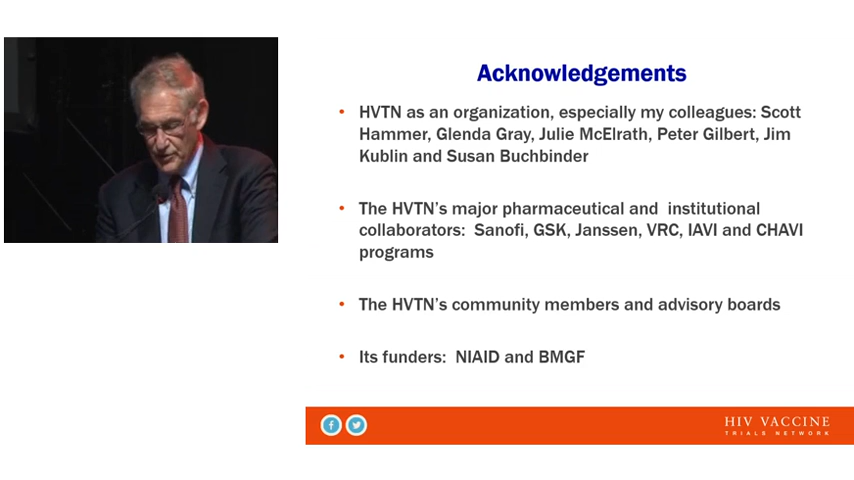 Acknowledgements
• HVTN as an organization, especially my colleagues: Scott
Hammer, Glenda Gray, Julie McElrath, Peter Gilbert, Jim
Kublin and Susan Buchbinder
• The HVTN's major pharmaceutical and institutional
collaborators: Sanofi, GSK, Janssen, VRC, IAVI and CHAVI
programs
• The HVTN's community members and advisory boards
• Its funders: NIAID and BMGF
HIV VACCINE
TRIALS NETWORK